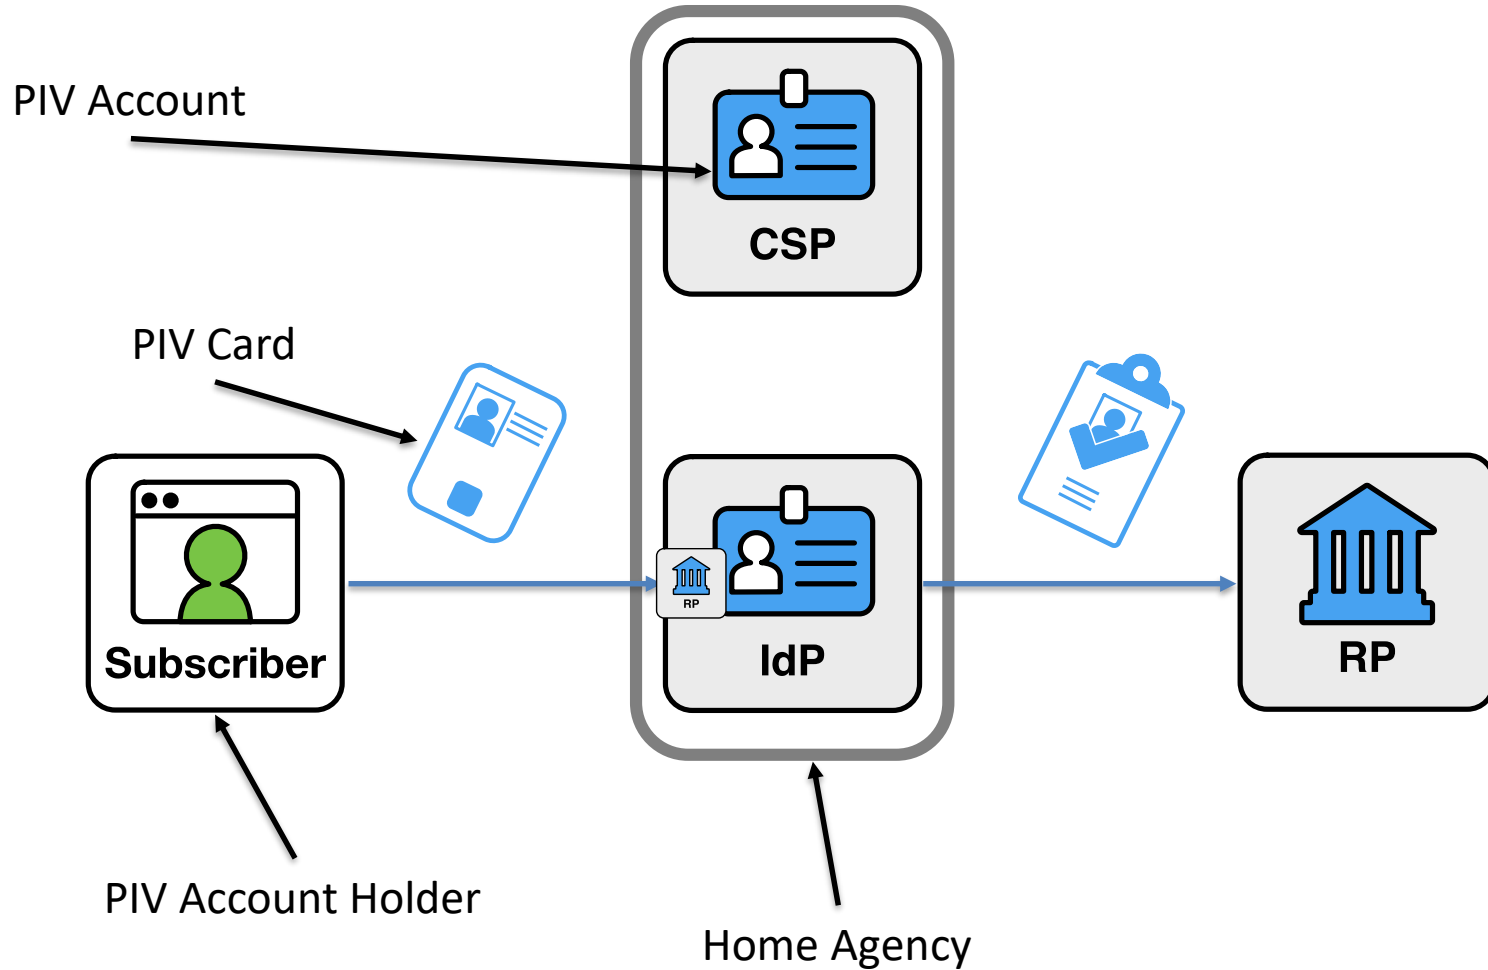 PIV Account
CSP
PIV Card
Subscriber
RP
IdP
RP
PIV Account Holder
Home Agency